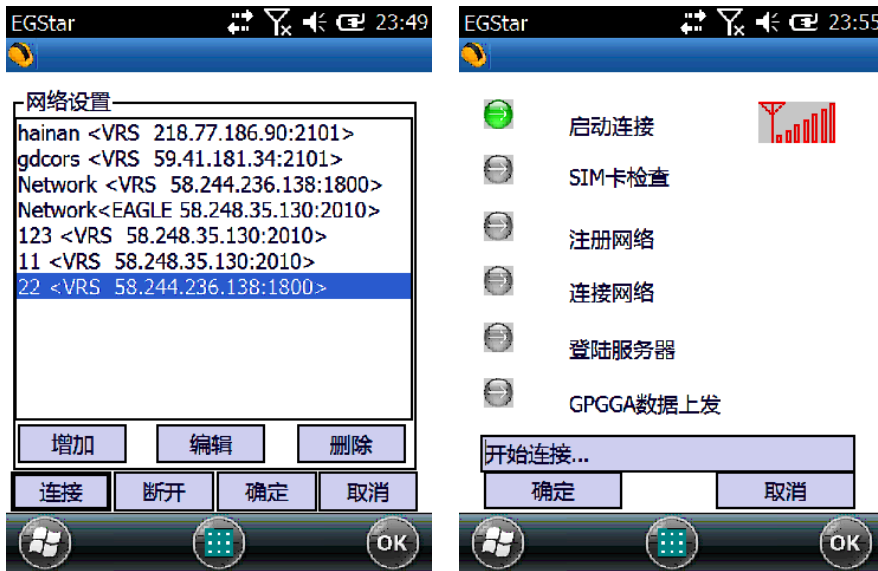 EGStar 23:49
网络设置
hainan <VRS 218.77.186.90:2101>
gdcors <VRS 59.41.181.34:2101>
Network <VRS 58.244.236.138:1800>
Network<EAGLE 58.248.35.130:2010>
123 <VRS 58.248.35.130:2010>
11 <VRS 58.248.35.130:2010>
22 <VRS 58.244.236.138:1800>
增加 编辑 删除
连接 断开 确定 取消
OK
EGStar 23:55
启动连接
SIM卡检查
注册网络
连接网络
登陆服务器
GPGGA数据上发
开始连接...
确定 取消
OK